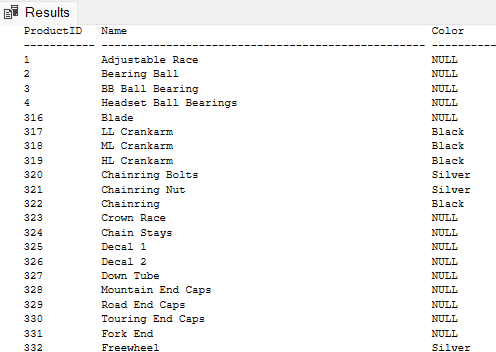 Results
ProductID Name Color
----------- -------------------------------------------------- ----------
1 Adjustable Race NULL
2 Bearing Ball NULL
3 BB Ball Bearing NULL
4 Headset Ball Bearings NULL
316 Blade NULL
317 LL Crankarm Black
318 ML Crankarm Black
319 HL Crankarm Black
320 Chainring Bolts Silver
321 Chainring Nut Silver
322 Chainring Black
323 Crown Race NULL
324 Chain Stays NULL
325 Decal 1 NULL
326 Decal 2 NULL
327 Down Tube NULL
328 Mountain End Caps NULL
329 Road End Caps NULL
330 Touring End Caps NULL
331 Fork End NULL
332 Freewheel Silver